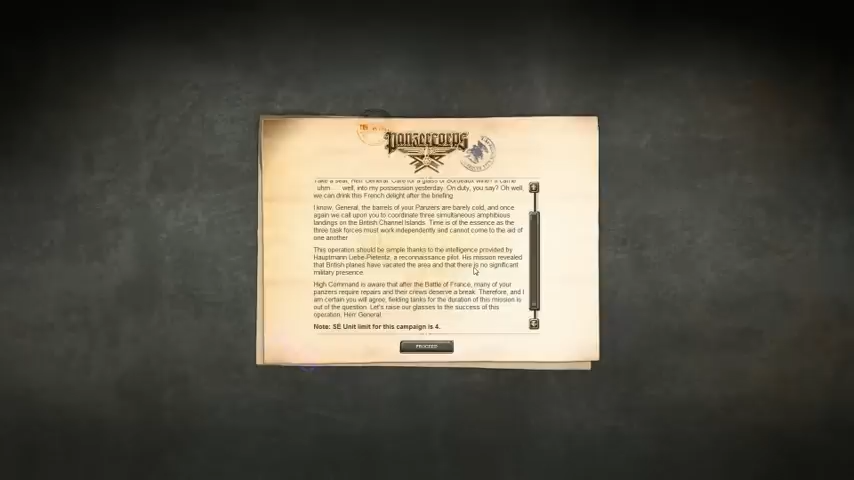 Panzercorps
Take a seat, Herr General. Care for a glass of Bordeaux wine? It came
uhm ... well, into my possession yesterday. On duty, you say? Oh well,
we can drink this French delight after the briefing
I know, General, the barrels of your Panzers are barely cold, and once
again we call upon you to coordinate three simultaneous amphibious
landings on the British Channel Islands. Time is of the essence as the
three task forces must work independently and cannot come to the aid of
one another
This operation should be simple thanks to the intelligence provided by
Hauptmann Liebe-Pieteritz, a reconnaissance pilot. His mission revealed
that British planes have vacated the area and that there is no significant
military presence.
High Command is aware that after the Battle of France, many of your
panzers require repairs and their crews deserve a break. Therefore, and I
am certain you will agree, fielding tanks for the duration of this mission is
out of the question. Let's raise our glasses to the success of this
operation, Herr General.
Note: SE Unit limit for this campaign is 4.
PROCEED